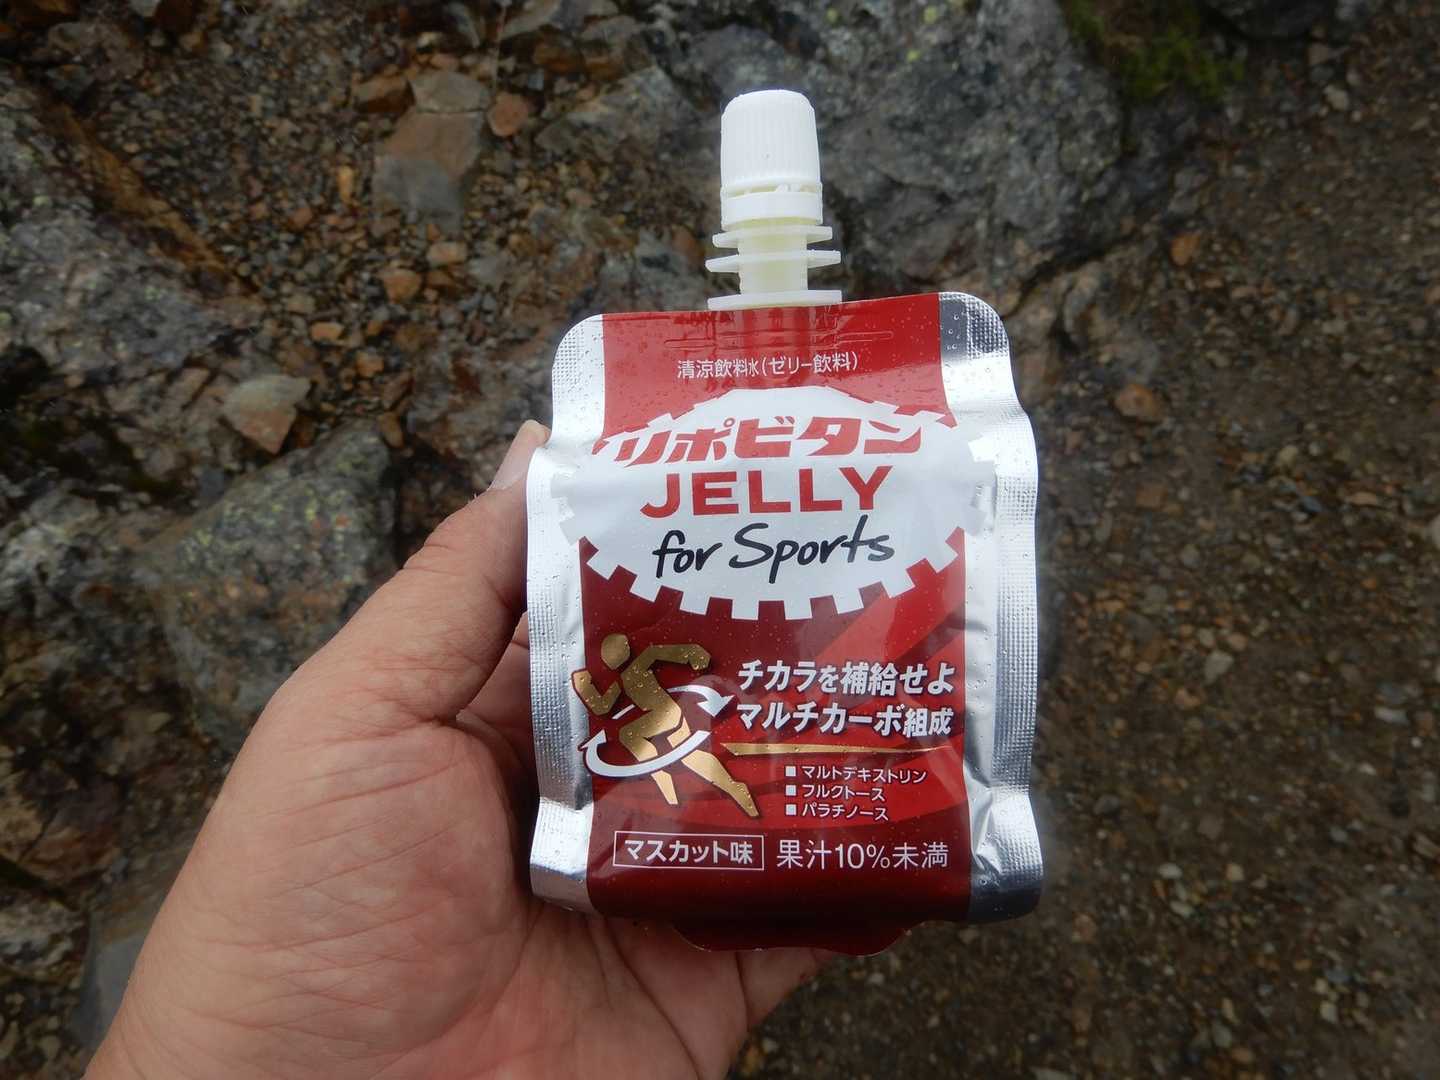 清涼飲料水(ゼリー飲料)
リポビタン
JELLY
for Sports
チカラを補給せよ
マルチカーボ組成
■ マルトデキストリン
■ フルクトース
■ パラチノース
マスカット味 果汁10%未満